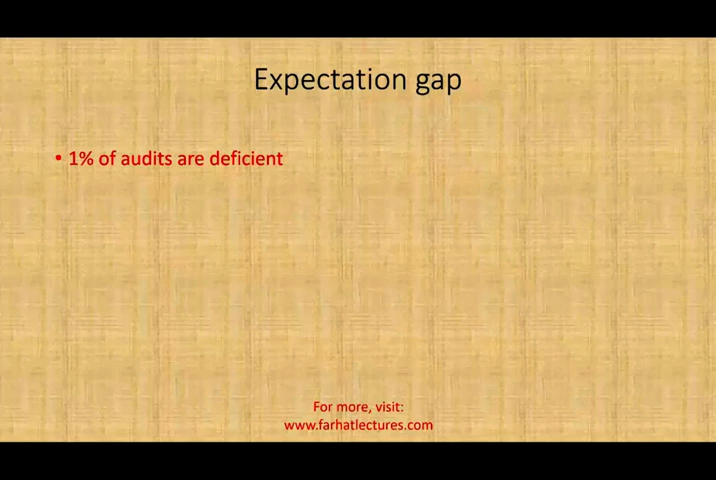 Expectation gap
• 1% of audits are deficient
For more, visit:
www.farhatlectures.com